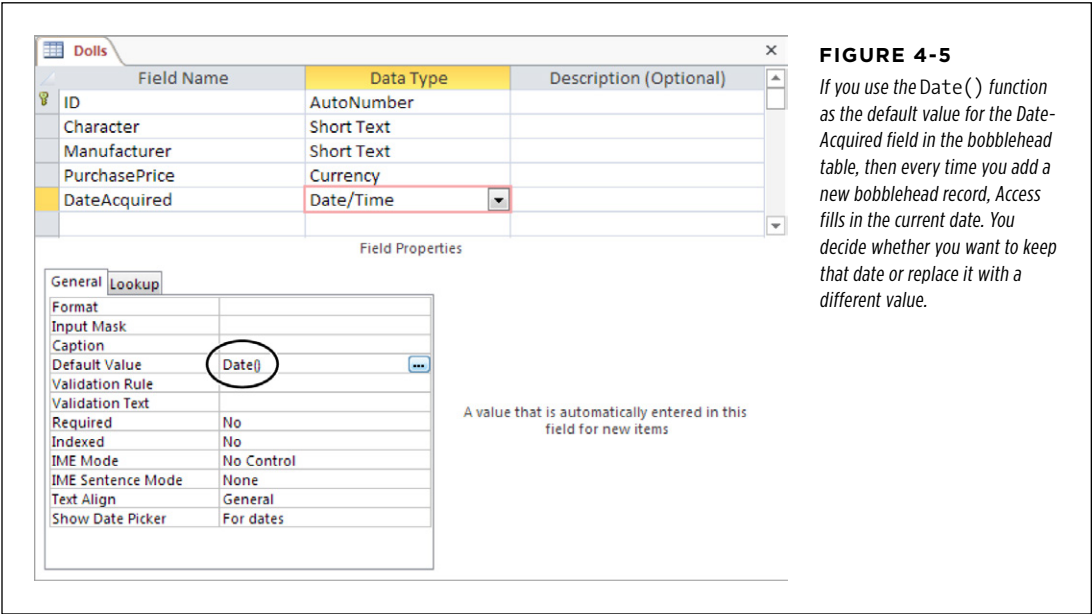 Dolls
Field Name Data Type Description (Optional)
ID AutoNumber
Character Short Text
Manufacturer Short Text
PurchasePrice Currency
DateAcquired Date/Time
Field Properties
General Lookup
Format
Input Mask
Caption
Default Value Date()
Validation Rule
Validation Text
Required No
Indexed No
IME Mode No Control
IME Sentence Mode None
Text Align General
Show Date Picker For dates
A value that is automatically entered in this
field for new items
FIGURE 4-5
If you use the Date() function
as the default value for the Date-
Acquired field in the bobblehead
table, then every time you add a
new bobblehead record, Access
fills in the current date. You
decide whether you want to keep
that date or replace it with a
different value.